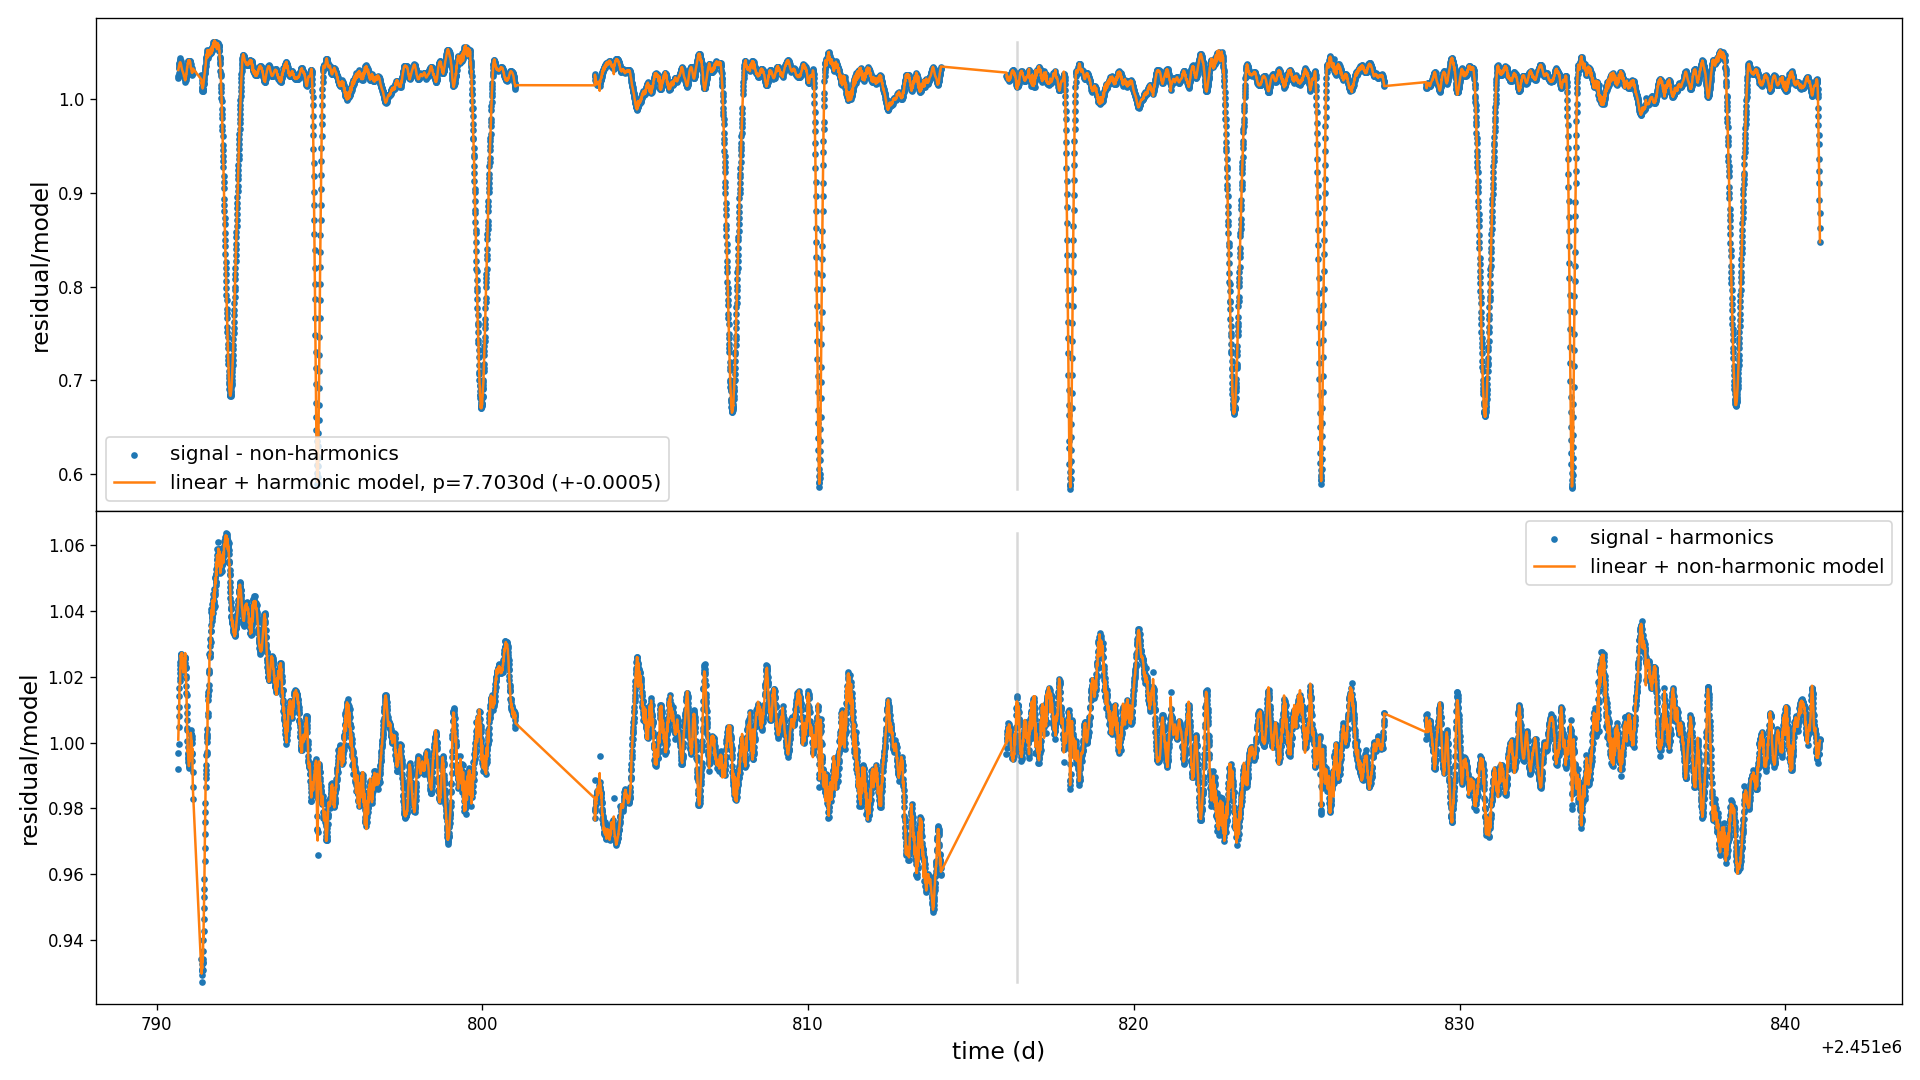 residual/model
1.0
0.9
0.8
0.7
0.6
signal - non-harmonics
linear + harmonic model, p=7.7030d (+-0.0005)
residual/model
1.06
1.04
1.02
1.00
0.98
0.96
0.94
signal - harmonics
linear + non-harmonic model
790
800
810
820
830
840
time (d)
+2.451e6